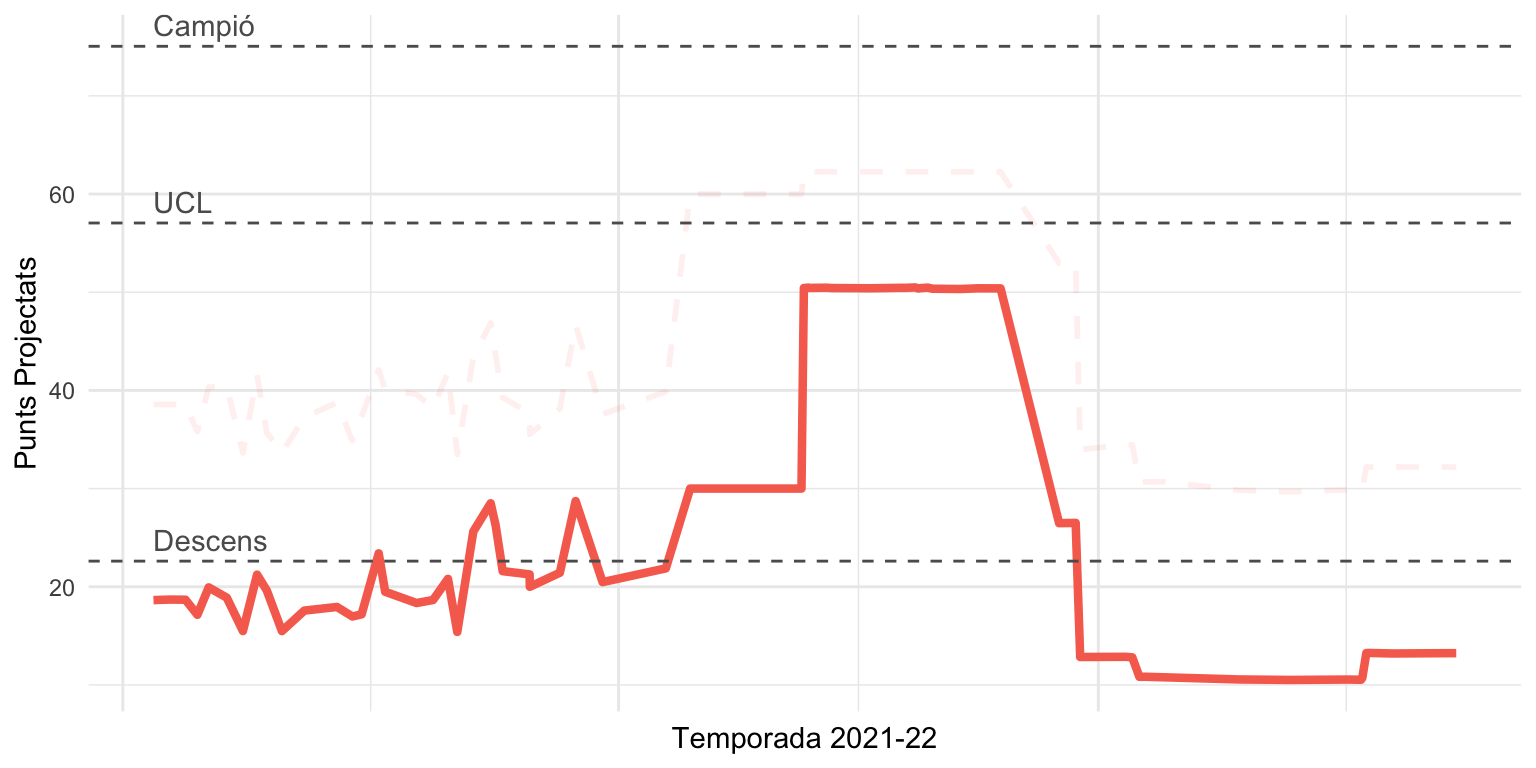 Campió
UCL
Descens
60
40
20
Punts Projectats
Temporada 2021-22